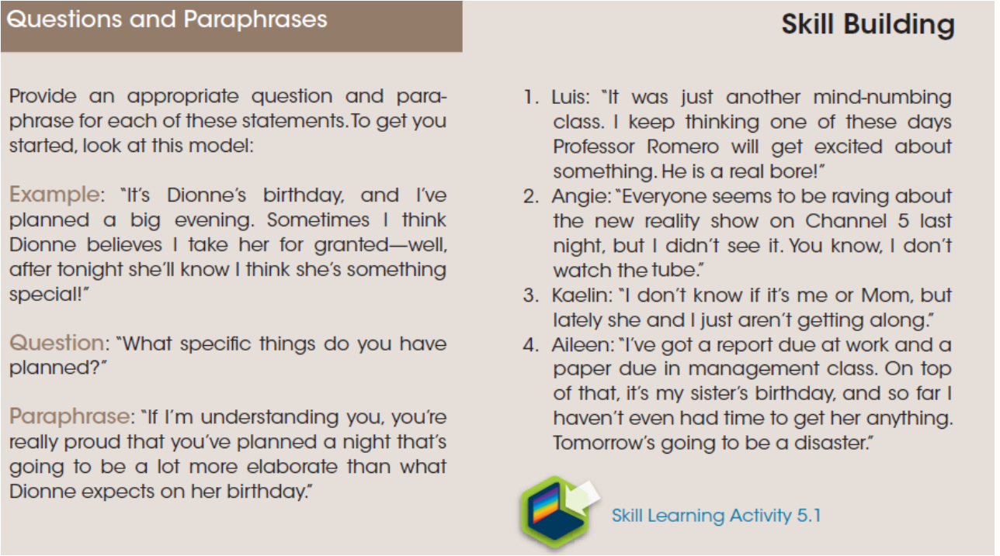 Questions and Paraphrases
Skill Building
Provide an appropriate question and para-
phrase for each of these statements. To get you
started, look at this model:
Example: “It’s Dionne’s birthday, and I’ve
planned a big evening. Sometimes I think
Dionne believes I take her for granted—well,
after tonight she’ll know I think she’s something
special!”
Question: “What specific things do you have
planned?”
Paraphrase: “If I’m understanding you, you’re
really proud that you’ve planned a night that’s
going to be a lot more elaborate than what
Dionne expects on her birthday.”
1. Luis: “It was just another mind-numbing
class. I keep thinking one of these days
Professor Romero will get excited about
something. He is a real bore!”
2. Angie: “Everyone seems to be raving about
the new reality show on Channel 5 last
night, but I didn’t see it. You know, I don’t
watch the tube.”
3. Kaelin: “I don’t know if it’s me or Mom, but
lately she and I just aren’t getting along.”
4. Aileen: “I’ve got a report due at work and a
paper due in management class. On top
of that, it’s my sister’s birthday, and so far I
haven’t even had time to get her anything.
Tomorrow’s going to be a disaster.”
Skill Learning Activity 5.1